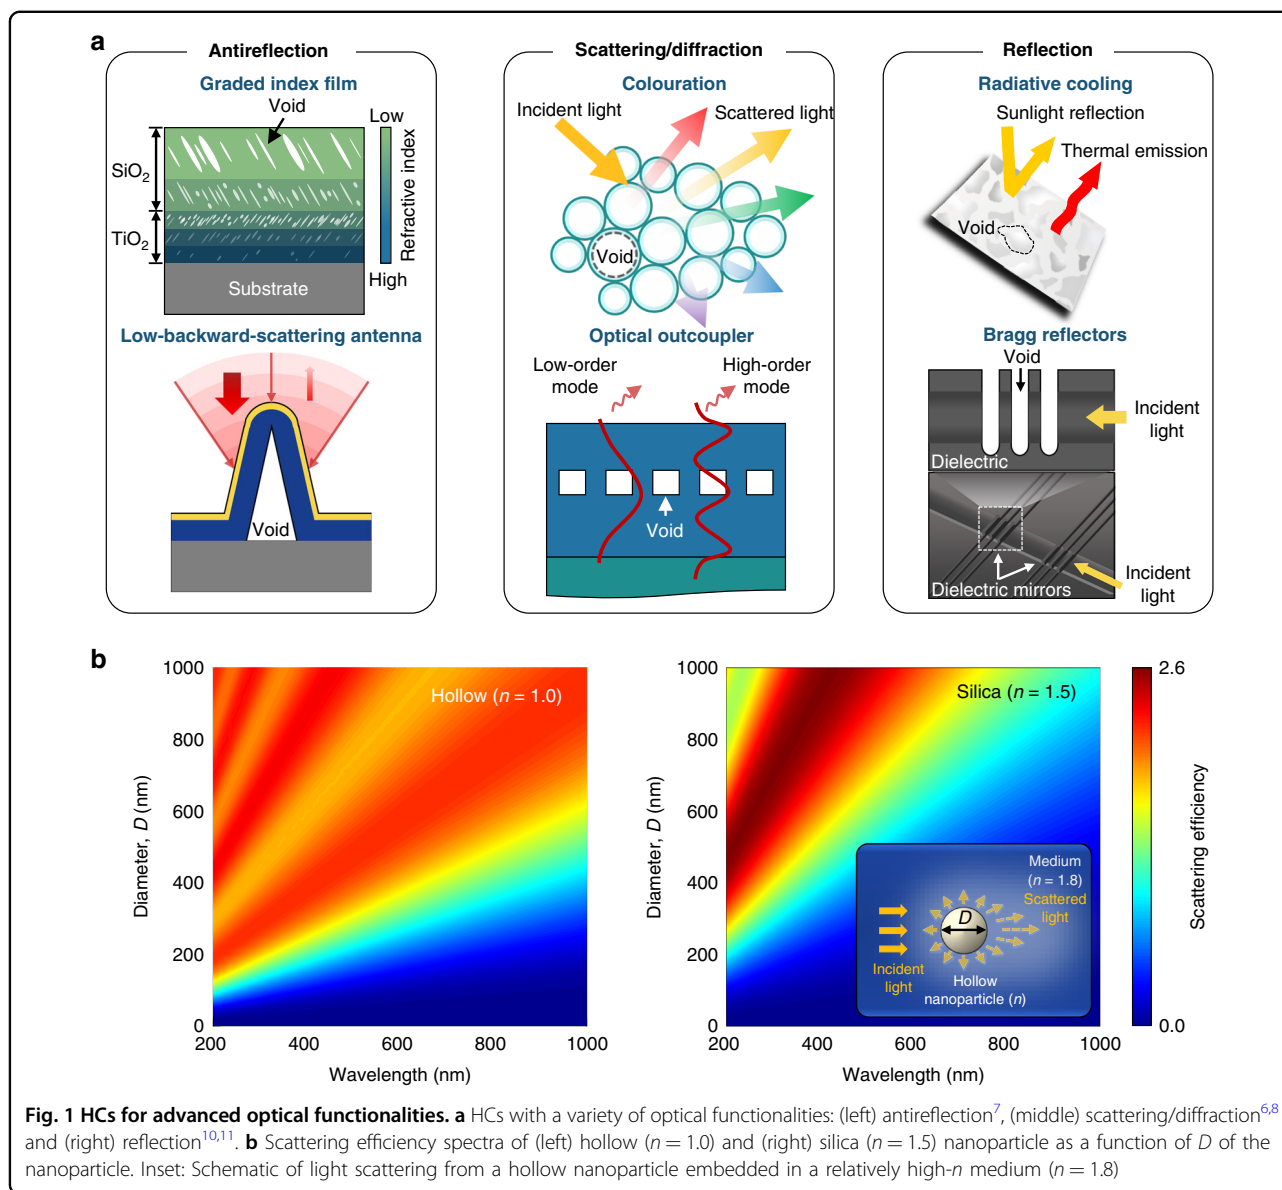 a
Antireflection
Graded index film
Void
Low
SiO2
TiO2
Refractive index
High
Substrate
Low-backward-scattering antenna
Void
Scattering/diffraction
Colouration
Incident light
Scattered light
Void
Optical outcoupler
Low-order
mode
High-order
mode
Void
Reflection
Radiative cooling
Sunlight reflection
Thermal emission
Void
Bragg reflectors
Void
Incident
light
Dielectric
Dielectric mirrors
Incident
light
b
1000
800
600
400
200
0
Diameter, D (nm)
Hollow (n = 1.0)
200
400
600
800
1000
Wavelength (nm)
1000
800
600
400
200
0
Diameter, D (nm)
Silica (n = 1.5)
Medium
(n = 1.8)
Scattered
light
D
Incident
light
Hollow
nanoparticle (n)
200
400
600
800
1000
Wavelength (nm)
2.6
Scattering efficiency
0.0
Fig. 1 HCs for advanced optical functionalities. a HCs with a variety of optical functionalities: (left) antireflection7, (middle) scattering/diffraction6,8
and (right) reflection10,11. b Scattering efficiency spectra of (left) hollow (n = 1.0) and (right) silica (n = 1.5) nanoparticle as a function of D of the
nanoparticle. Inset: Schematic of light scattering from a hollow nanoparticle embedded in a relatively high-n medium (n = 1.8)